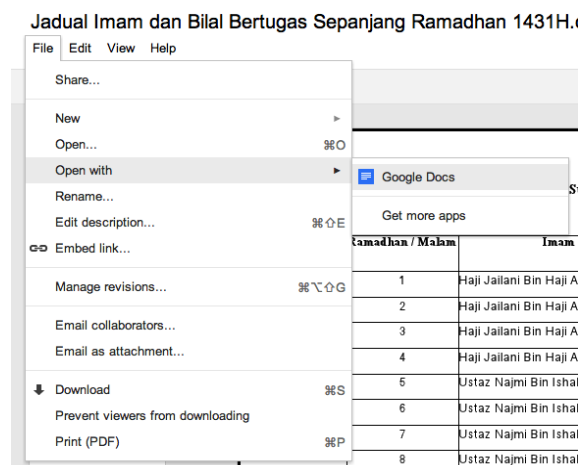 Jadual Imam dan Bilal Bertugas Sepanjang Ramadhan 1431H.
File Edit View Help
Share...
New ►
Open... ⌘O
Open with ►
Google Docs
Get more apps
Rename...
Edit description... ⌘⇧E
Embed link...
Manage revisions... ⌘⌥⇧G
Email collaborators...
Email as attachment...
Download ⌘S
Prevent viewers from downloading
Print (PDF) ⌘P
Ramadhan / Malam Imam
1 Haji Jailani Bin Haji A
2 Haji Jailani Bin Haji A
3 Haji Jailani Bin Haji A
4 Haji Jailani Bin Haji A
5 Ustaz Najmi Bin Ishal
6 Ustaz Najmi Bin Ishal
7 Ustaz Najmi Bin Ishal
8 Ustaz Najmi Bin Ishal